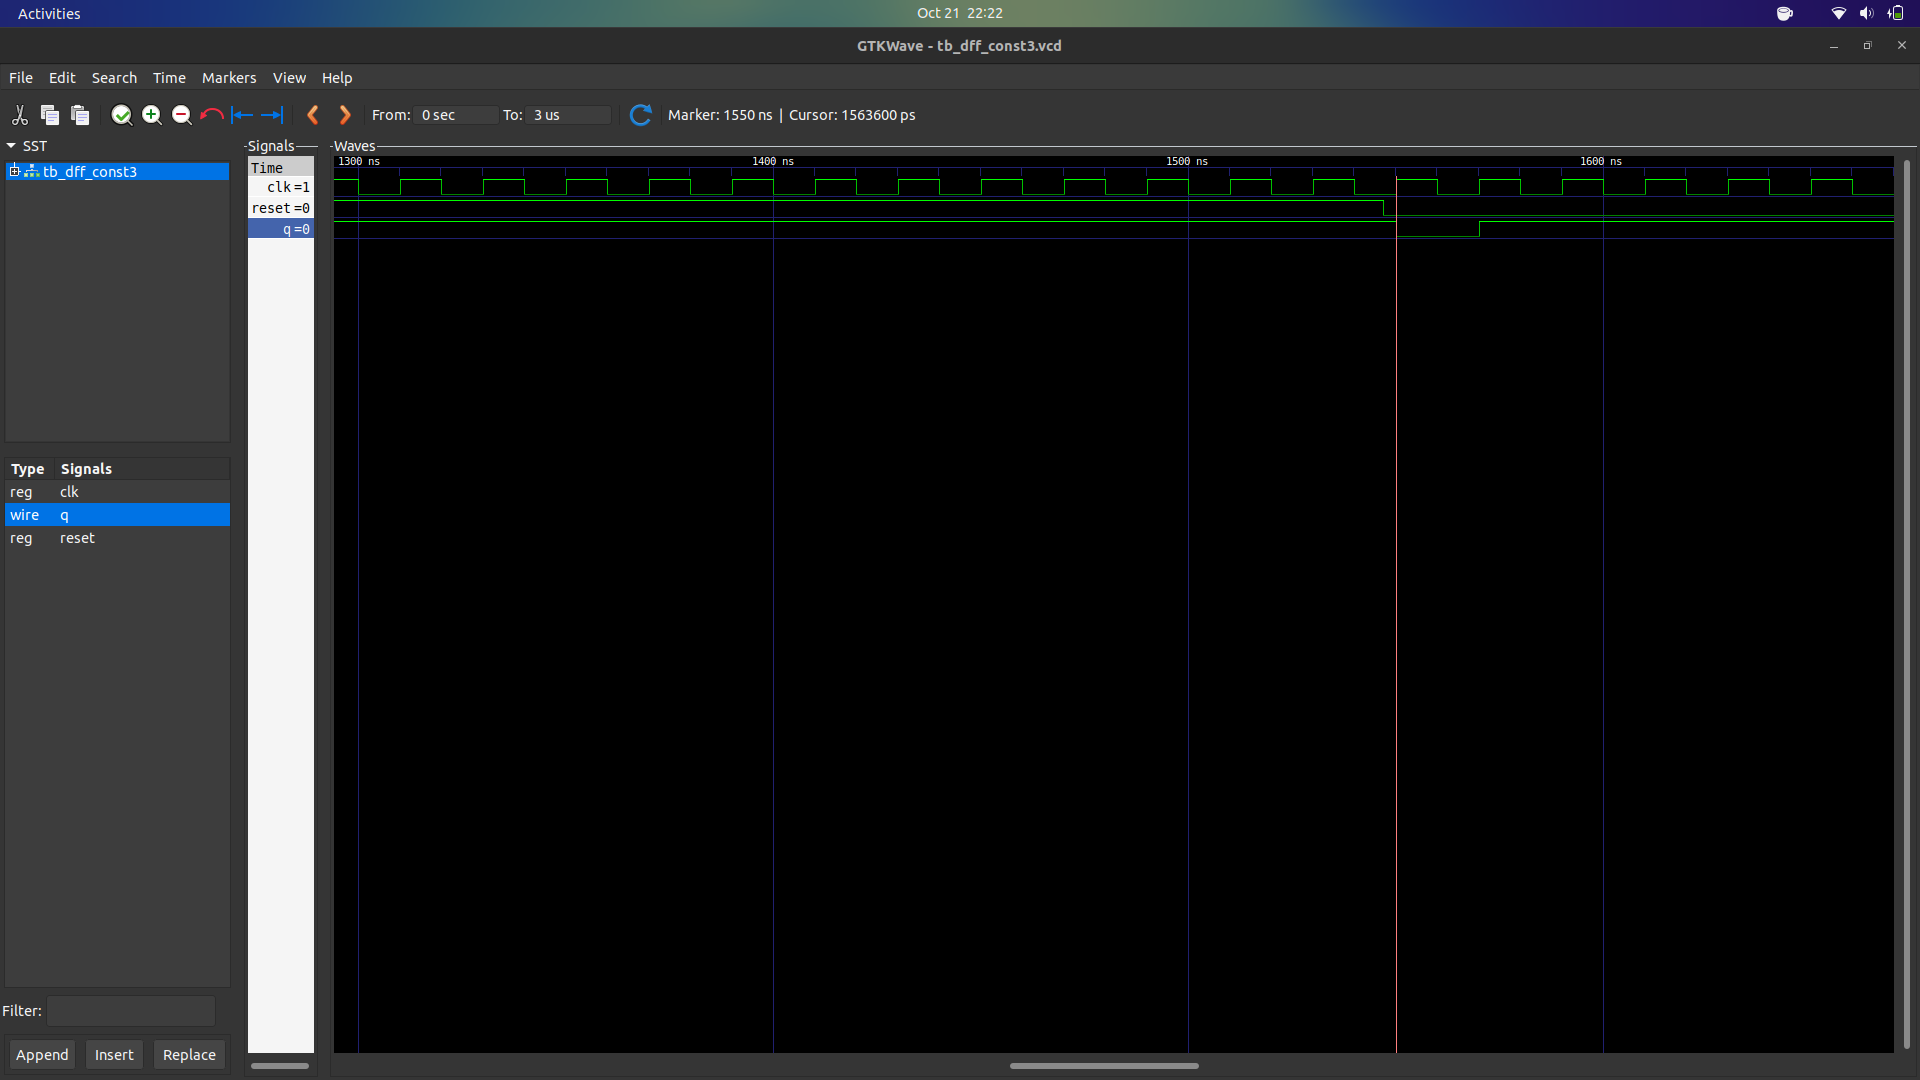 Activities
Oct 21 22:22
GTKWave - tb_dff_const3.vcd
File Edit Search Time Markers View Help
From: 0 sec To: 3 us Marker: 1550 ns | Cursor: 1563600 ps
SST
tb_dff_const3
Type Signals
reg clk
wire q
reg reset
Filter:
Append Insert Replace
Signals
Time
clk=1
reset=0
q=0
Waves
1300 ns 1400 ns 1500 ns 1600 ns